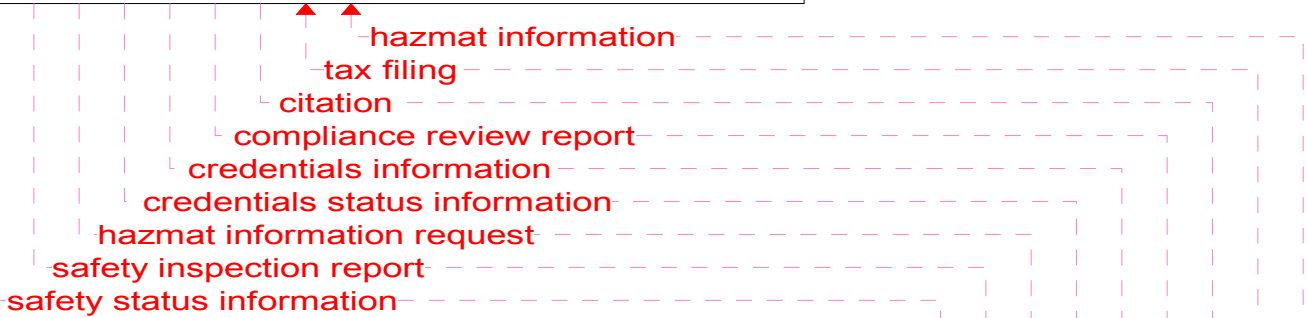 hazmat information
tax filing
citation
compliance review report
credentials information
credentials status information
hazmat information request
safety inspection report
safety status information